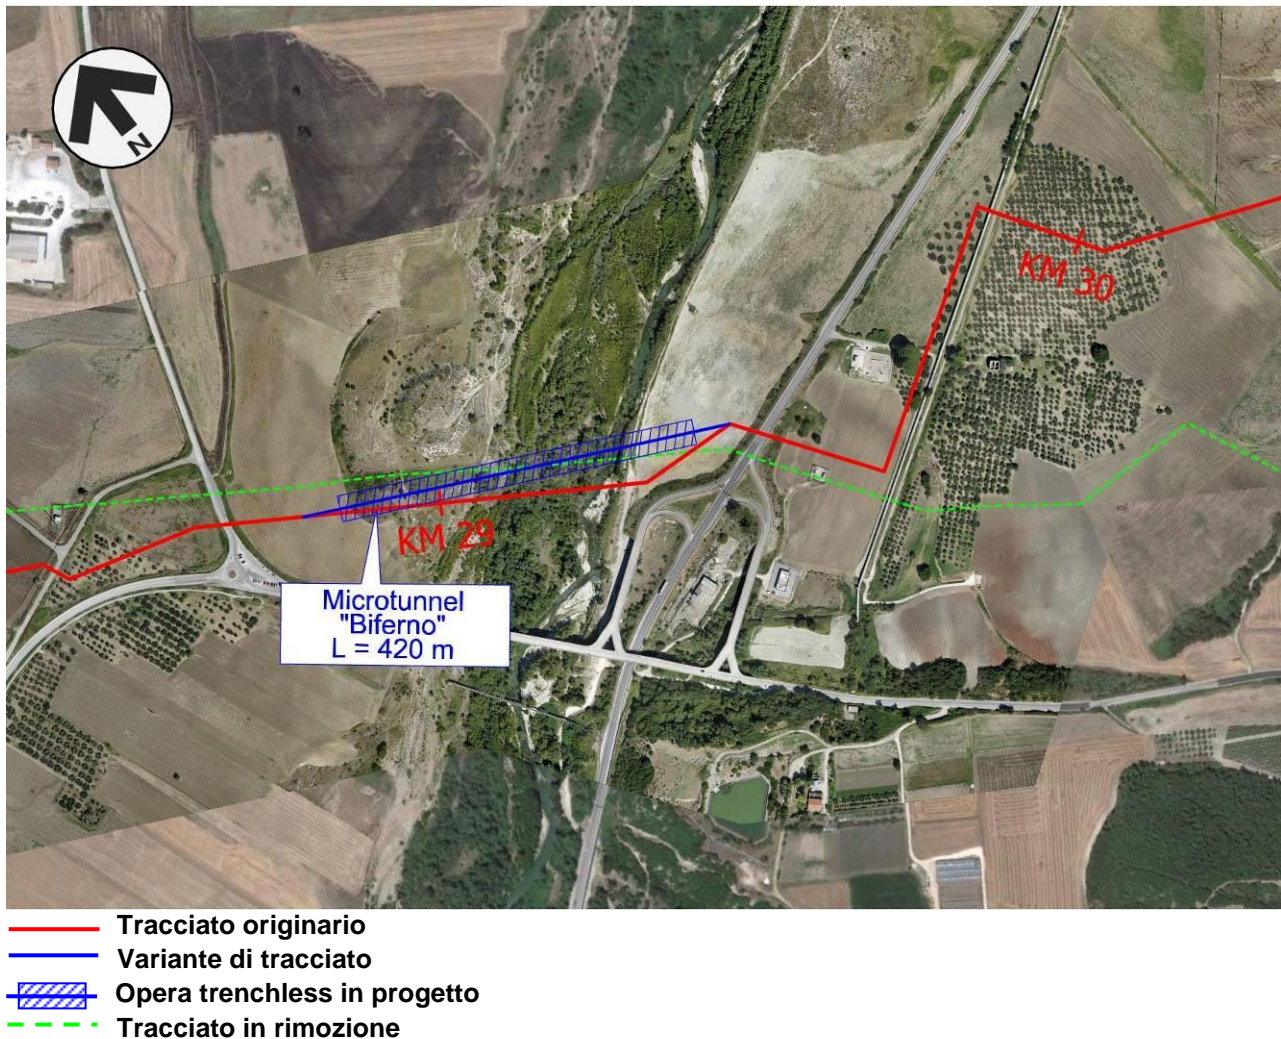 N
KM 30
KM 29
Microtunnel
"Biferno"
L = 420 m
Tracciato originario
Variante di tracciato
Opera trenchless in progetto
Tracciato in rimozione